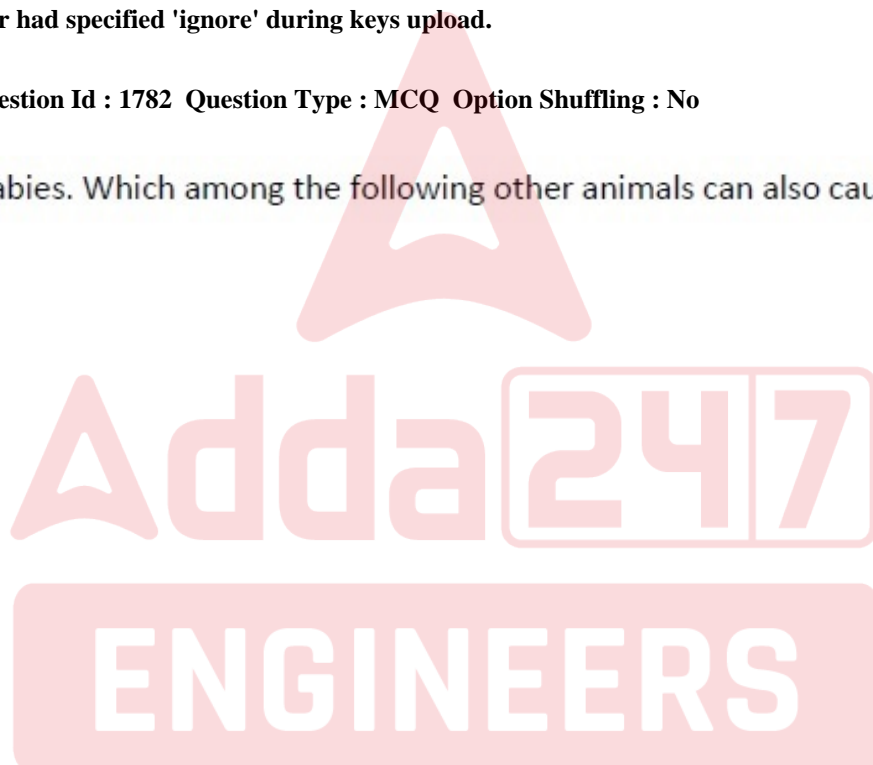 r had specified 'ignore' during keys upload.
estion Id : 1782 Question Type : MCQ Option Shuffling : No
abies. Which among the following other animals can also cau
Adda247
ENGINEERS